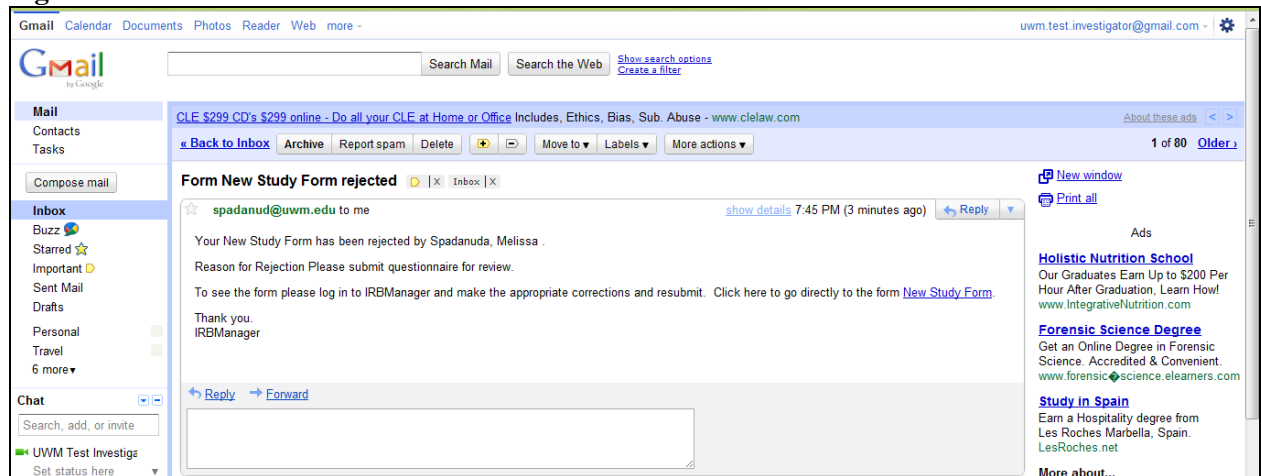 Gmail Calendar Documents Photos Reader Web more
uwm.test.investigator@gmail.com
Gmail
by Google
Search Mail Search the Web Show search options
Create a filter
Mail
Contacts
Tasks
Compose mail
Inbox
Buzz
Starred
Important
Sent Mail
Drafts
Personal
Travel
6 more▾
Chat
Search, add, or invite
UWM Test Investiga
Set status here
CLE $299 CD's $299 online - Do all your CLE at Home or Office Includes, Ethics, Bias, Sub. Abuse - www.clelaw.com
About these ads < >
« Back to Inbox Archive Report spam Delete Move to ▾ Labels ▾ More actions ▾
1 of 80 Older ›
Form New Study Form rejected | X Inbox | X
spadanud@uwm.edu to me
show details 7:45 PM (3 minutes ago) Reply
Your New Study Form has been rejected by Spadanuda, Melissa .
Reason for Rejection Please submit questionnaire for review.
To see the form please log in to IRBManager and make the appropriate corrections and resubmit. Click here to go directly to the form New Study Form.
Thank you.
IRBManager
Reply Forward
New window
Print all
Ads
Holistic Nutrition School
Our Graduates Earn Up to $200 Per
Hour After Graduation, Learn How!
www.IntegrativeNutrition.com
Forensic Science Degree
Get an Online Degree in Forensic
Science. Accredited & Convenient.
www.forensic�science.elearners.com
Study in Spain
Earn a Hospitality degree from
Les Roches Marbella, Spain.
LesRoches.net
More about...